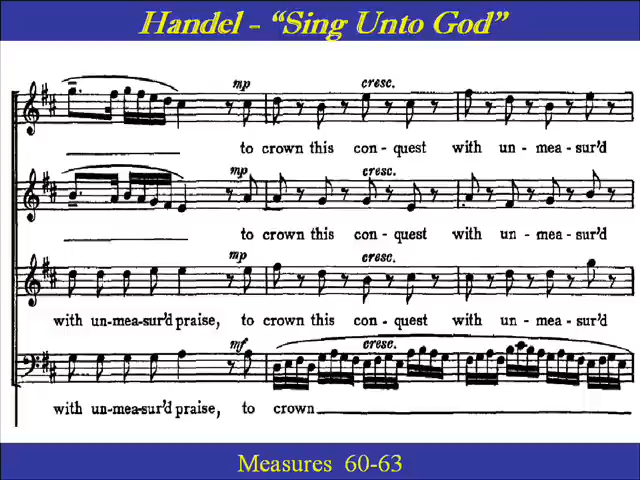 Handel - “Sing Unto God”
mp cresc.
to crown this con - quest with un - mea - sur'd
mp cresc.
to crown this con - quest with un - mea - sur'd
mp cresc.
with un-mea-sur'd praise, to crown this con - quest with un - mea - sur'd
mf cresc.
with un-mea-sur'd praise, to crown
Measures 60-63